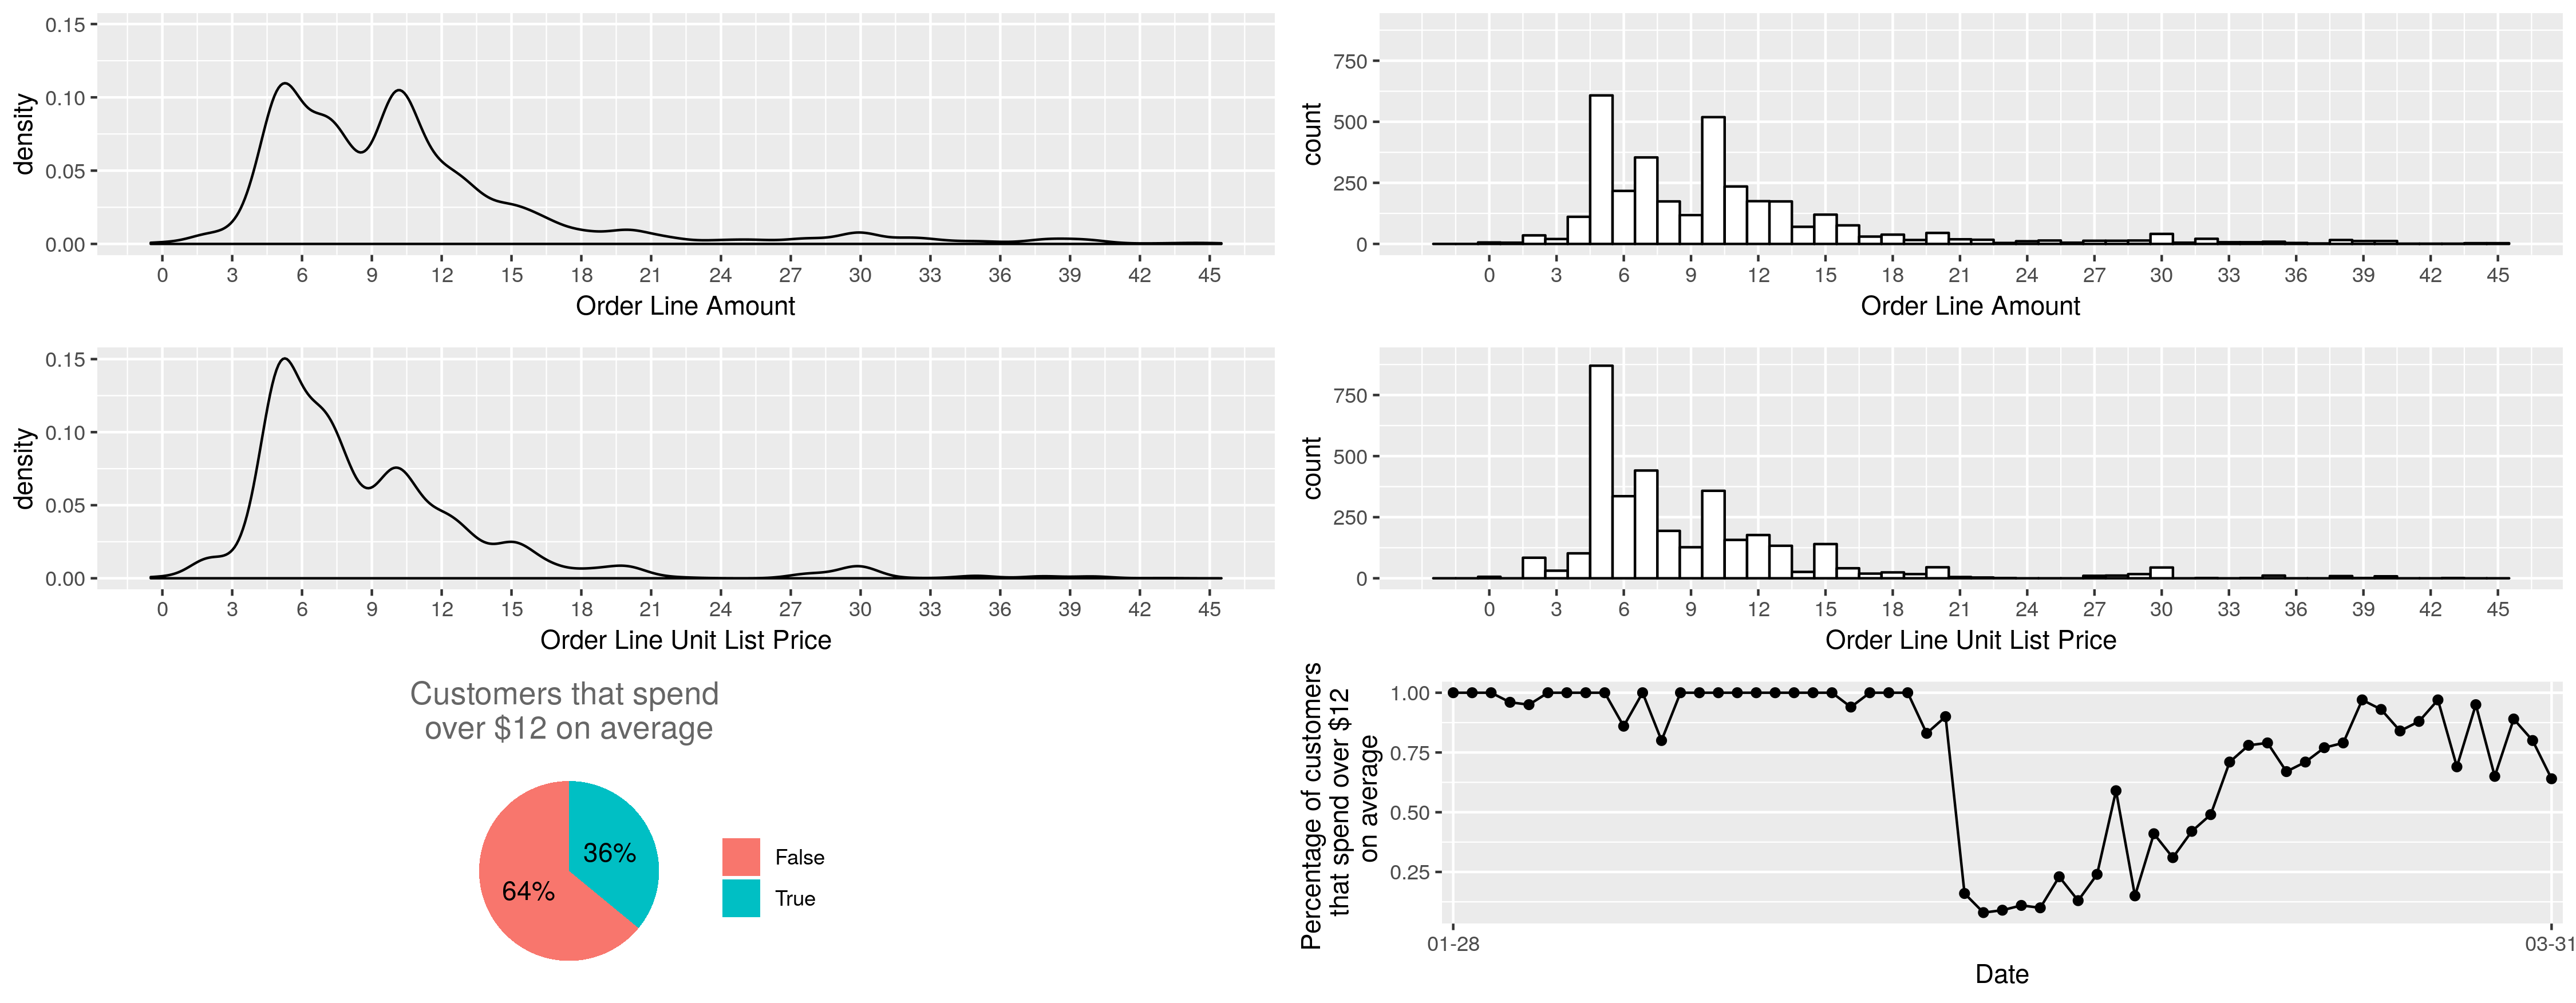 0.15
0.10
0.05
0.00
density
0 3 6 9 12 15 18 21 24 27 30 33 36 39 42 45
Order Line Amount
750
500
250
0
count
0 3 6 9 12 15 18 21 24 27 30 33 36 39 42 45
Order Line Amount
0.15
0.10
0.05
0.00
density
0 3 6 9 12 15 18 21 24 27 30 33 36 39 42 45
Order Line Unit List Price
750
500
250
0
count
0 3 6 9 12 15 18 21 24 27 30 33 36 39 42 45
Order Line Unit List Price
Customers that spend
over $12 on average
36%
64%
False
True
Percentage of customers
that spend over $12
on average
1.00
0.75
0.50
0.25
01-28 03-31
Date